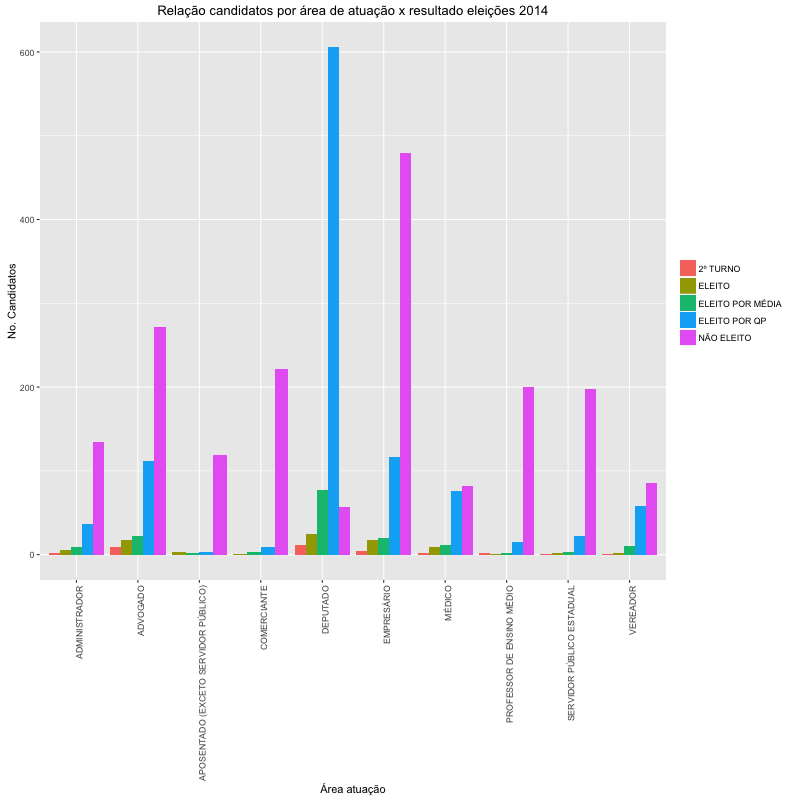 Relação candidatos por área de atuação x resultado eleições 2014
No. Candidatos
600
400
200
0
ADMINISTRADOR
ADVOGADO
APOSENTADO (EXCETO SERVIDOR PÚBLICO)
COMERCIANTE
DEPUTADO
EMPRESÁRIO
MÉDICO
PROFESSOR DE ENSINO MÉDIO
SERVIDOR PÚBLICO ESTADUAL
VEREADOR
Área atuação
2º TURNO
ELEITO
ELEITO POR MÉDIA
ELEITO POR QP
NÃO ELEITO